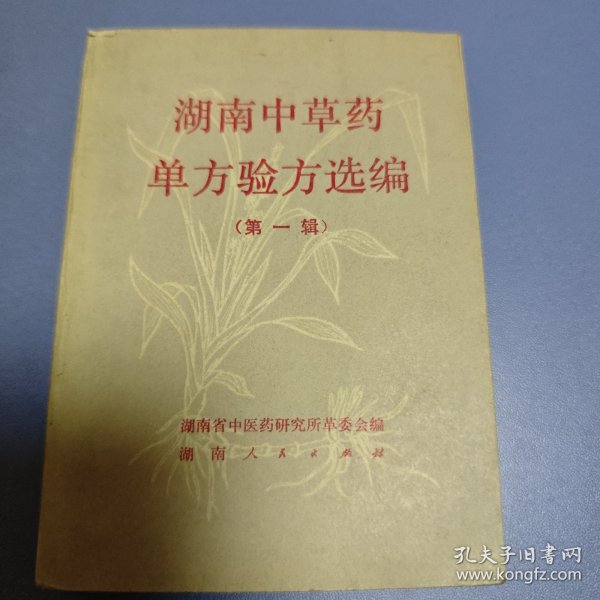 湖南中草药
单方验方选编
（第一辑）
湖南省中医药研究所革委会编
湖南人民出版社
孔夫子旧书网
www.kongfz.com